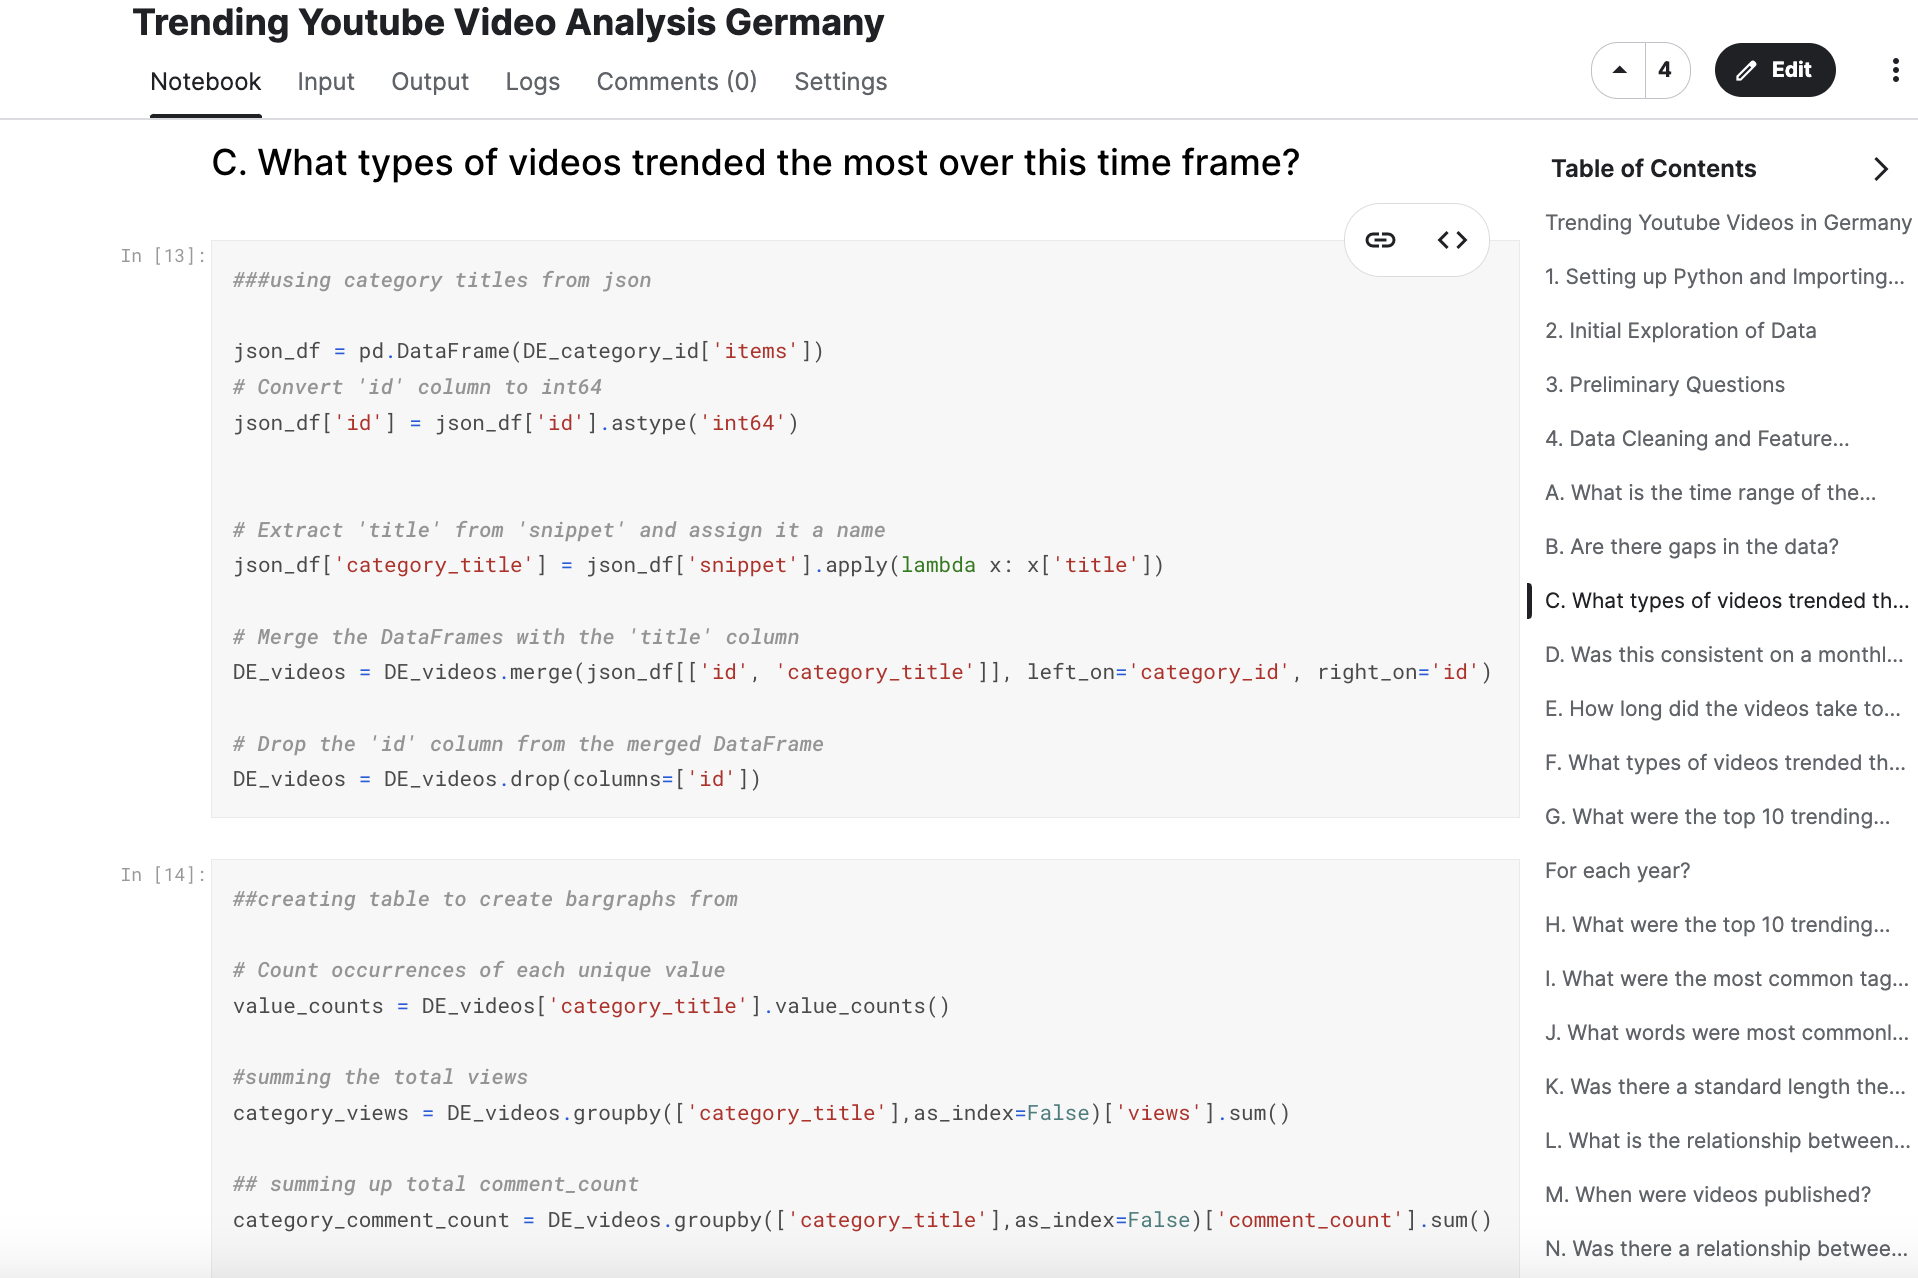 Trending Youtube Video Analysis Germany
Notebook Input Output Logs Comments (0) Settings
4
Edit
C. What types of videos trended the most over this time frame?
In [13]:
###using category titles from json
json_df = pd.DataFrame(DE_category_id['items'])
# Convert 'id' column to int64
json_df['id'] = json_df['id'].astype('int64')
# Extract 'title' from 'snippet' and assign it a name
json_df['category_title'] = json_df['snippet'].apply(lambda x: x['title'])
# Merge the DataFrames with the 'title' column
DE_videos = DE_videos.merge(json_df[['id', 'category_title']], left_on='category_id', right_on='id')
# Drop the 'id' column from the merged DataFrame
DE_videos = DE_videos.drop(columns=['id'])
In [14]:
##creating table to create bargraphs from
# Count occurrences of each unique value
value_counts = DE_videos['category_title'].value_counts()
#summing the total views
category_views = DE_videos.groupby(['category_title'],as_index=False)['views'].sum()
## summing up total comment_count
category_comment_count = DE_videos.groupby(['category_title'],as_index=False)['comment_count'].sum()
Table of Contents
Trending Youtube Videos in Germany
1. Setting up Python and Importing...
2. Initial Exploration of Data
3. Preliminary Questions
4. Data Cleaning and Feature...
A. What is the time range of the...
B. Are there gaps in the data?
C. What types of videos trended th...
D. Was this consistent on a monthl...
E. How long did the videos take to...
F. What types of videos trended th...
G. What were the top 10 trending...
For each year?
H. What were the top 10 trending...
I. What were the most common tag...
J. What words were most commonl...
K. Was there a standard length the...
L. What is the relationship between...
M. When were videos published?
N. Was there a relationship betwee...